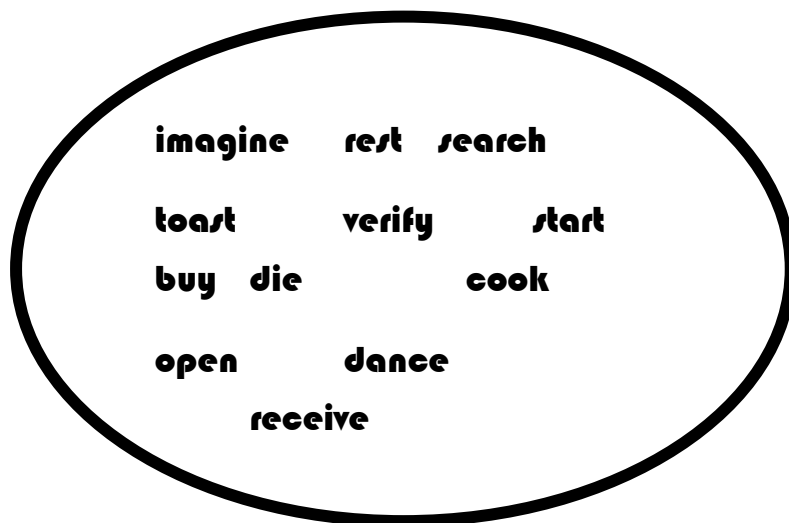 imagine rest search
toast verify start
buy die cook
open dance
receive